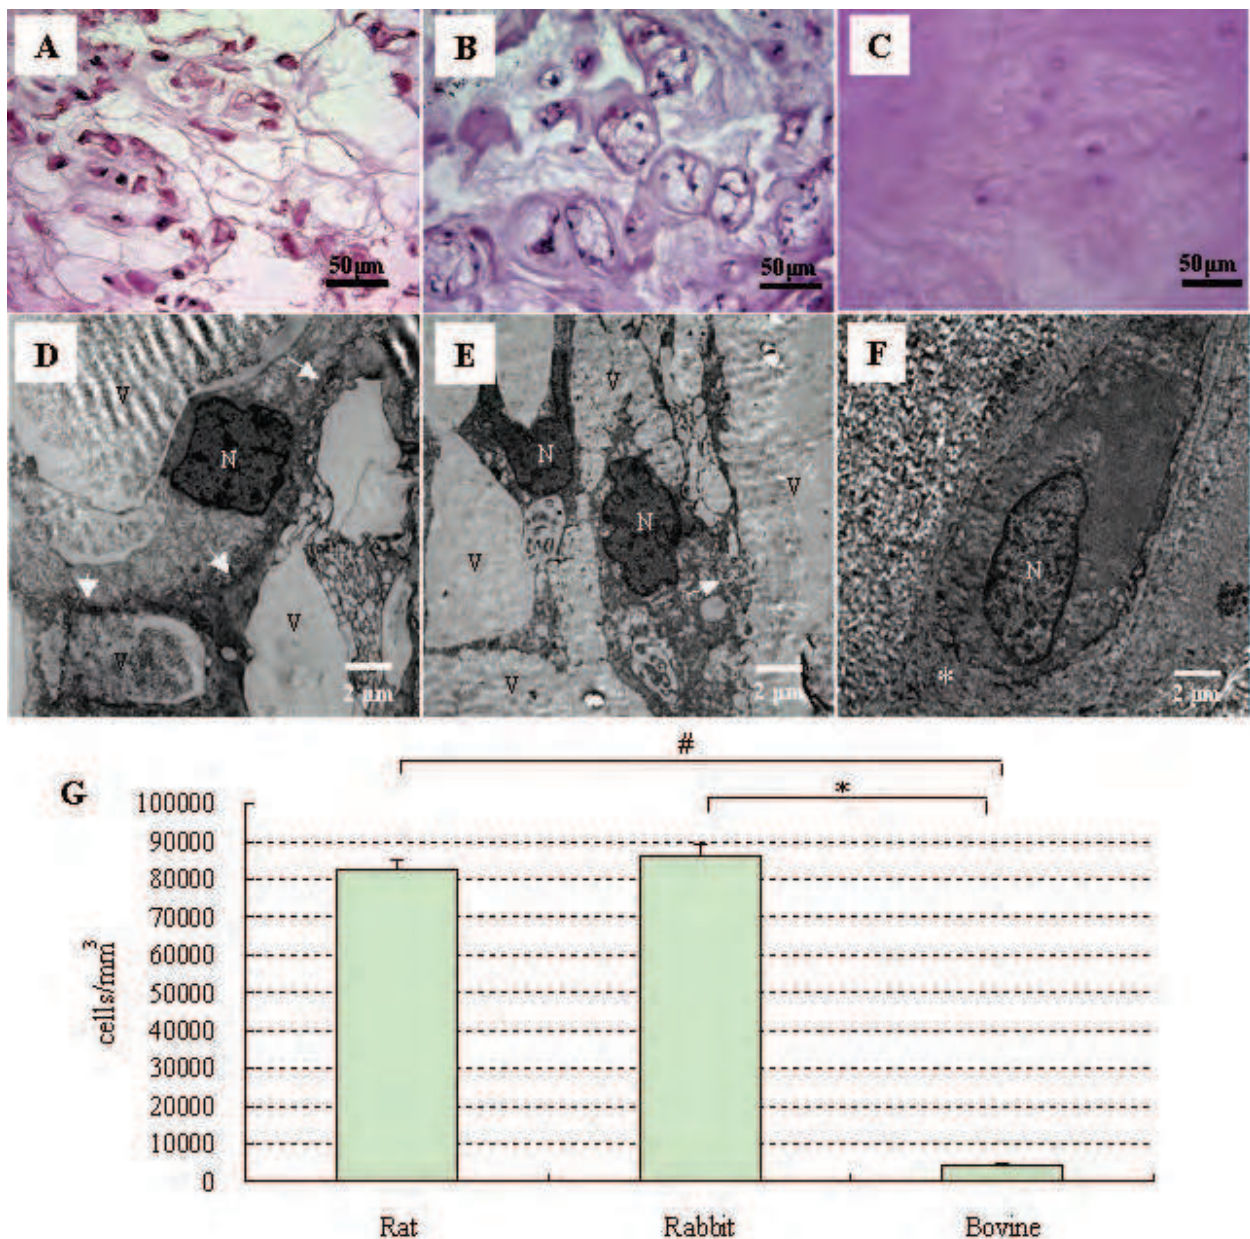 A B C
50μm 50μm 50μm
D E F
V N V V
V N N V V V
N *
2 μm 2 μm 2 μm
#
*
G
100000
90000
80000
70000
60000
50000
40000
30000
20000
10000
0
cells/mm³
Rat Rabbit Bovine